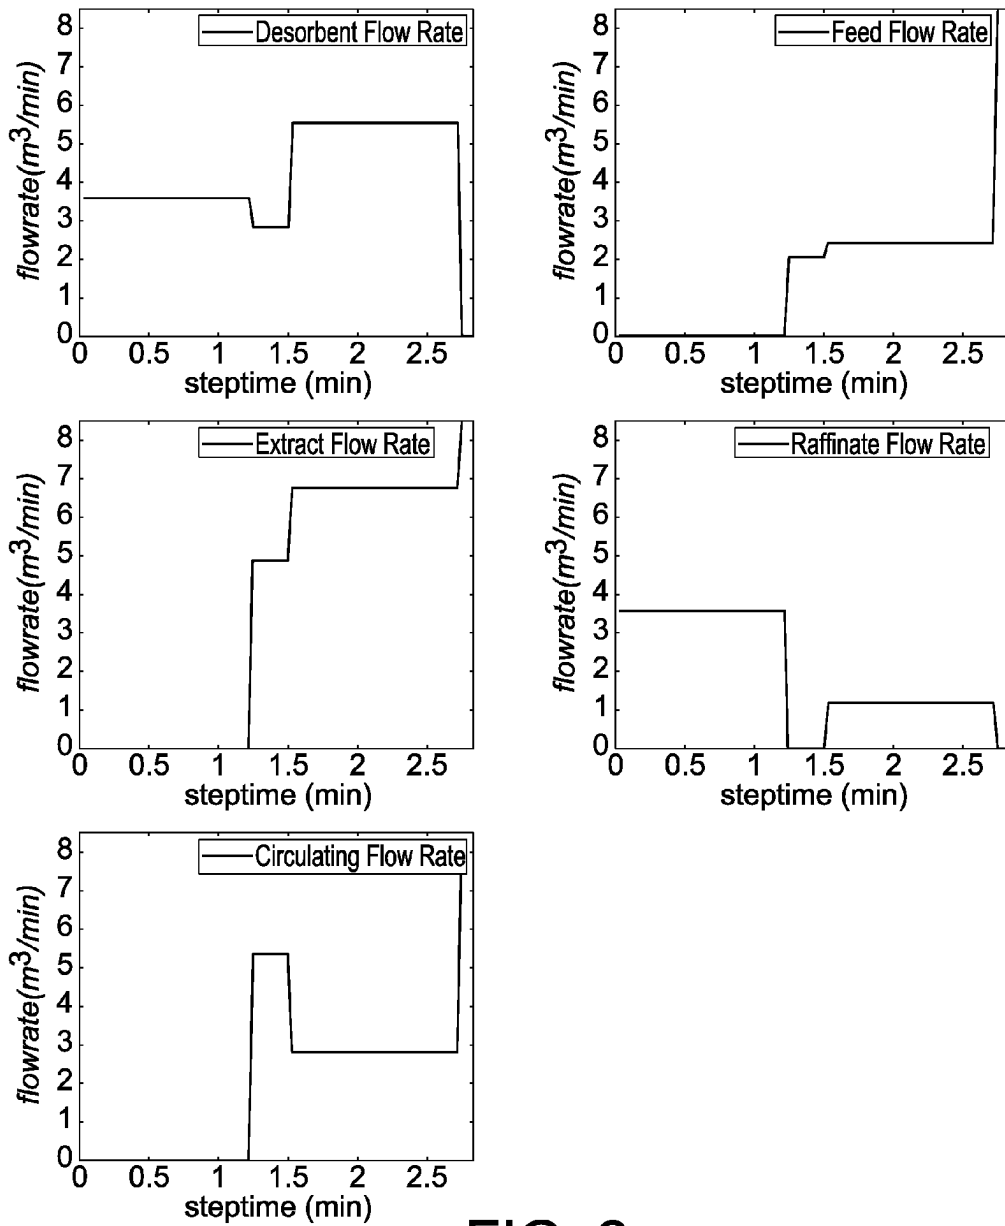 Desorbent Flow Rate
flowrate(m³/min)
8
7
6
5
4
3
2
1
0
0 0.5 1 1.5 2 2.5
steptime (min)
Feed Flow Rate
flowrate(m³/min)
8
7
6
5
4
3
2
1
0
0 0.5 1 1.5 2 2.5
steptime (min)
Extract Flow Rate
flowrate(m³/min)
8
7
6
5
4
3
2
1
0
0 0.5 1 1.5 2 2.5
steptime (min)
Raffinate Flow Rate
flowrate(m³/min)
8
7
6
5
4
3
2
1
0
0 0.5 1 1.5 2 2.5
steptime (min)
Circulating Flow Rate
flowrate(m³/min)
8
7
6
5
4
3
2
1
0
0 0.5 1 1.5 2 2.5
steptime (min)